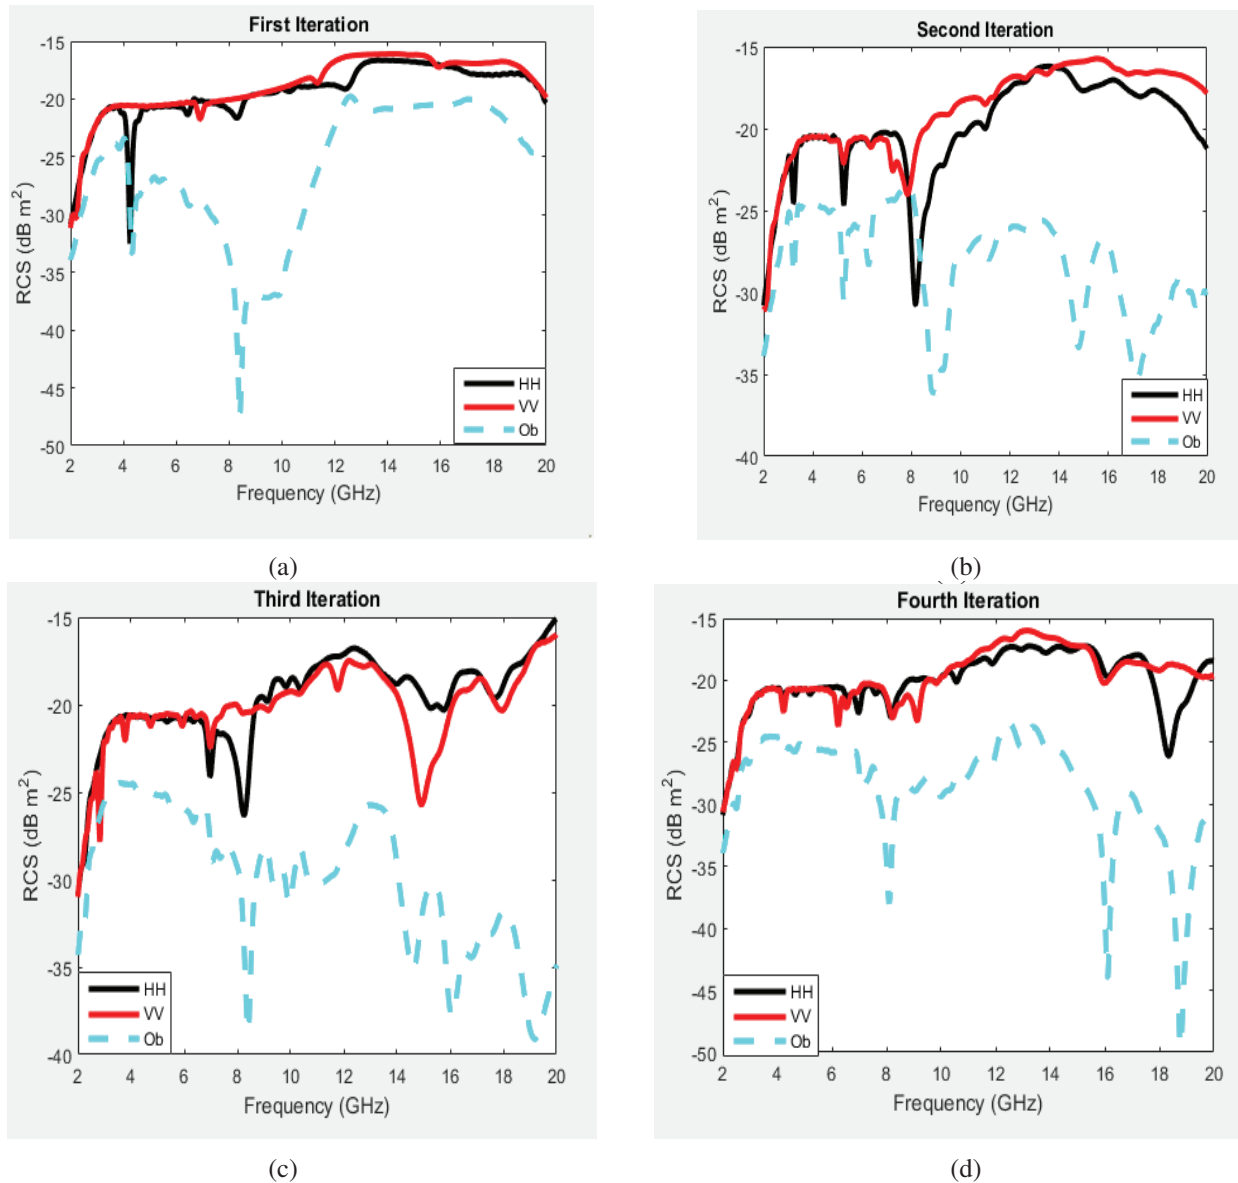 First Iteration
-15
-20
-25
-30
-35
-40
-45
-50
RCS (dB m²)
2 4 6 8 10 12 14 16 18 20
Frequency (GHz)
HH
VV
Ob
(a)
Second Iteration
-15
-20
-25
-30
-35
-40
RCS (dB m²)
2 4 6 8 10 12 14 16 18 20
Frequency (GHz)
HH
VV
Ob
(b)
Third Iteration
-15
-20
-25
-30
-35
-40
RCS (dB m²)
2 4 6 8 10 12 14 16 18 20
Frequency (GHz)
HH
VV
Ob
(c)
Fourth Iteration
-15
-20
-25
-30
-35
-40
-45
-50
RCS (dB m²)
2 4 6 8 10 12 14 16 18 20
Frequency (GHz)
HH
VV
Ob
(d)